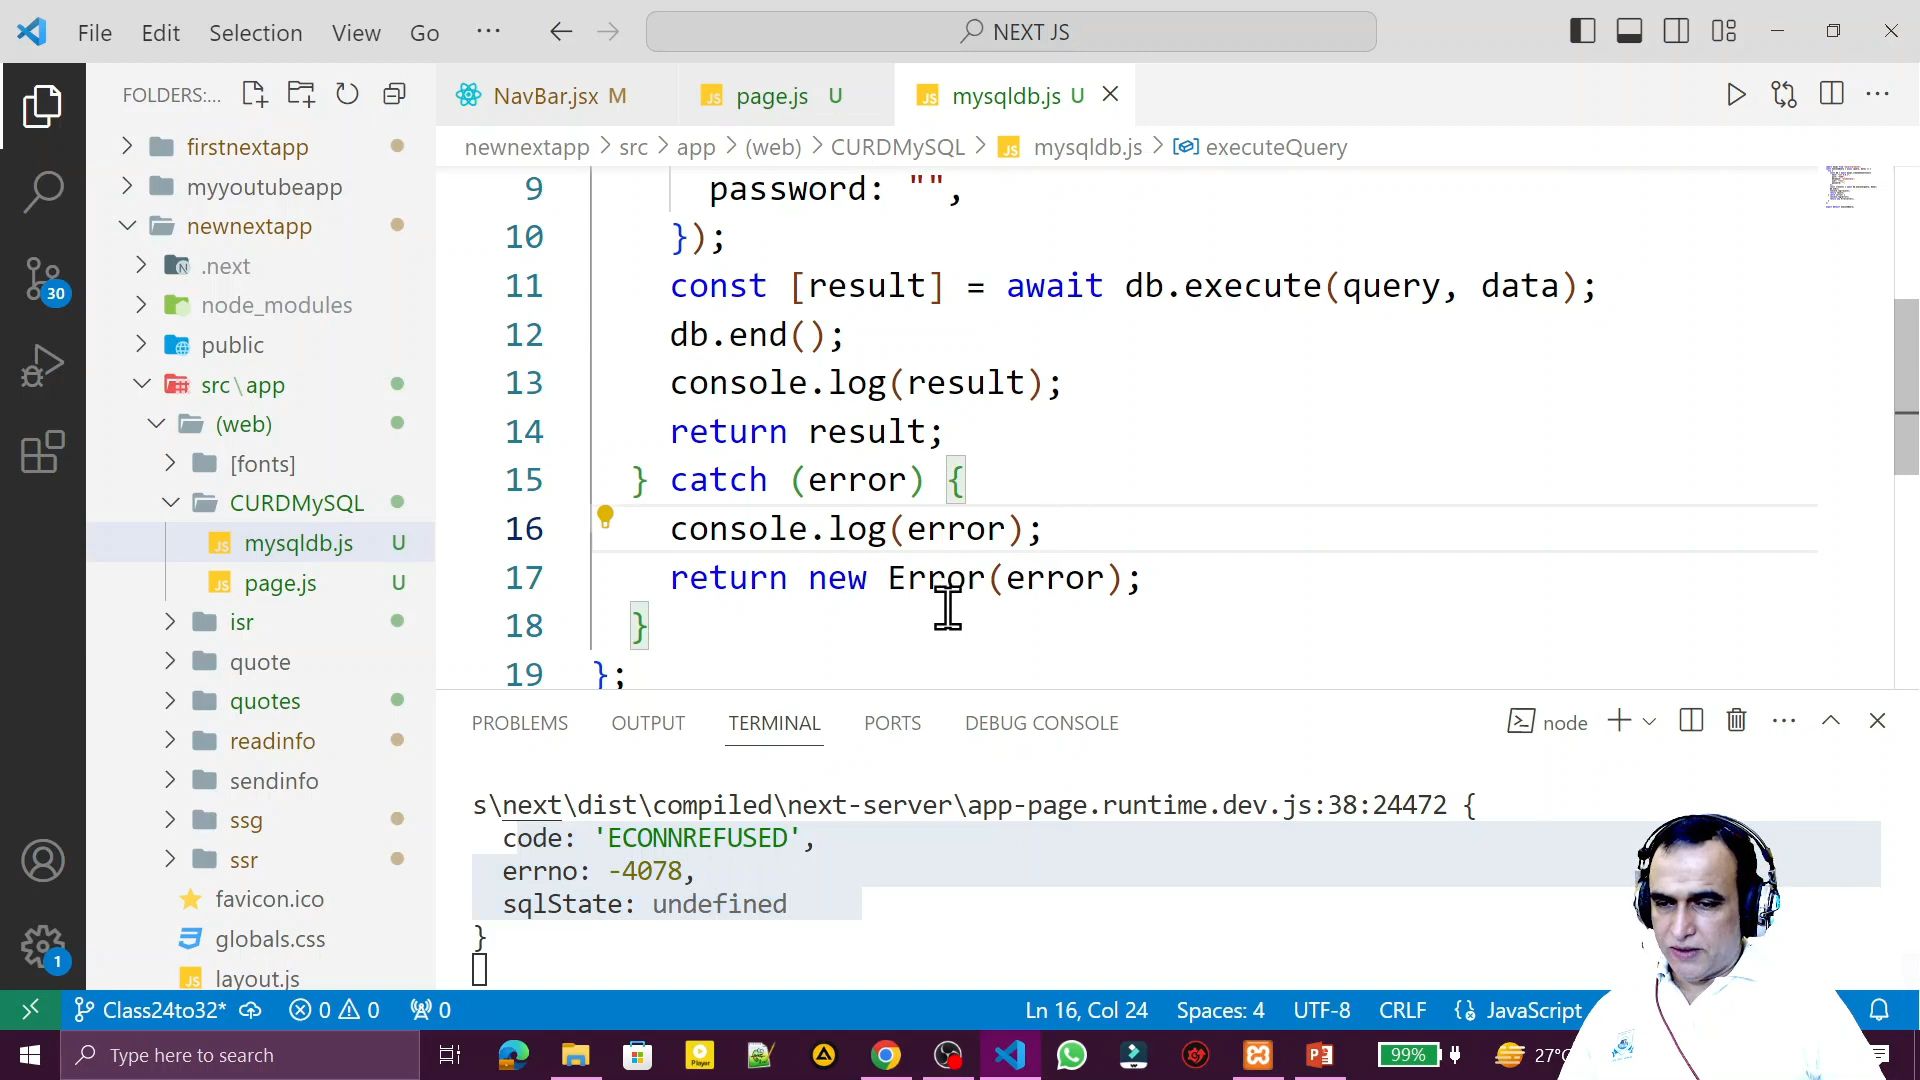 File Edit Selection View Go ··· NEXT JS
FOLDERS:...
NavBar.jsx M
page.js U
mysqldb.js U
newnextapp > src > app > (web) > CURDMySQL > JS mysqldb.js > executeQuery
firstnextapp
myyoutubeapp
newnextapp
.next
node_modules
public
src\app
(web)
[fonts]
CURDMySQL
JS mysqldb.js U
JS page.js U
isr
quote
quotes
readinfo
sendinfo
ssg
ssr
favicon.ico
globals.css
JS layout.js
30
1
9 password: "",
10 });
11 const [result] = await db.execute(query, data);
12 db.end();
13 console.log(result);
14 return result;
15 } catch (error) {
16 console.log(error);
17 return new Error(error);
18 }
19 };
PROBLEMS OUTPUT TERMINAL PORTS DEBUG CONSOLE
node
s\next\dist\compiled\next-server\app-page.runtime.dev.js:38:24472 {
code: 'ECONNREFUSED',
errno: -4078,
sqlState: undefined
}
Class24to32* 0 0 0
Ln 16, Col 24 Spaces: 4 UTF-8 CRLF {} JavaScript
Type here to search
Player
99%
27°C